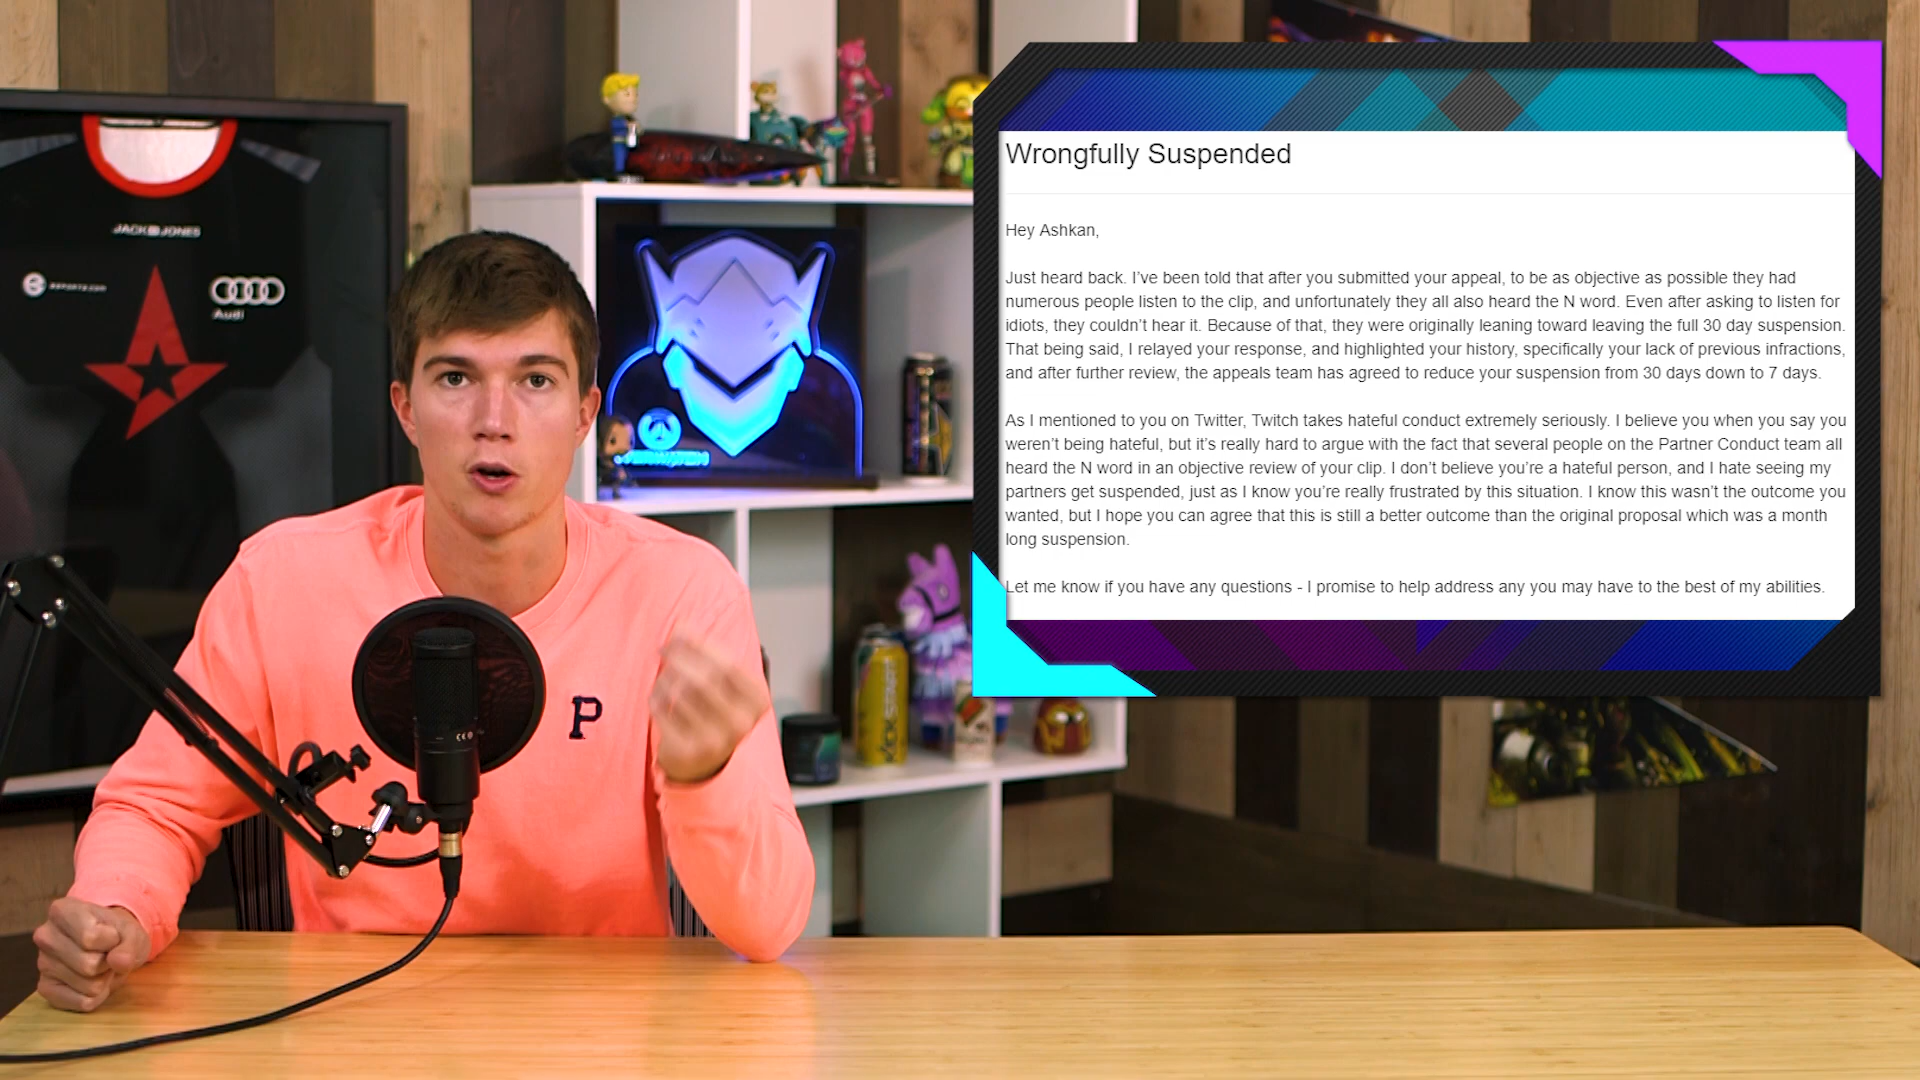 Wrongfully Suspended
Hey Ashkan,
Just heard back. I've been told that after you submitted your appeal, to be as objective as possible they had
numerous people listen to the clip, and unfortunately they all also heard the N word. Even after asking to listen for
idiots, they couldn't hear it. Because of that, they were originally leaning toward leaving the full 30 day suspension.
That being said, I relayed your response, and highlighted your history, specifically your lack of previous infractions,
and after further review, the appeals team has agreed to reduce your suspension from 30 days down to 7 days.
As I mentioned to you on Twitter, Twitch takes hateful conduct extremely seriously. I believe you when you say you
weren't being hateful, but it's really hard to argue with the fact that several people on the Partner Conduct team all
heard the N word in an objective review of your clip. I don't believe you're a hateful person, and I hate seeing my
partners get suspended, just as I know you're really frustrated by this situation. I know this wasn't the outcome you
wanted, but I hope you can agree that this is still a better outcome than the original proposal which was a month
long suspension.
Let me know if you have any questions - I promise to help address any you may have to the best of my abilities.
JACK JONES
Audi
P
KICKSTART